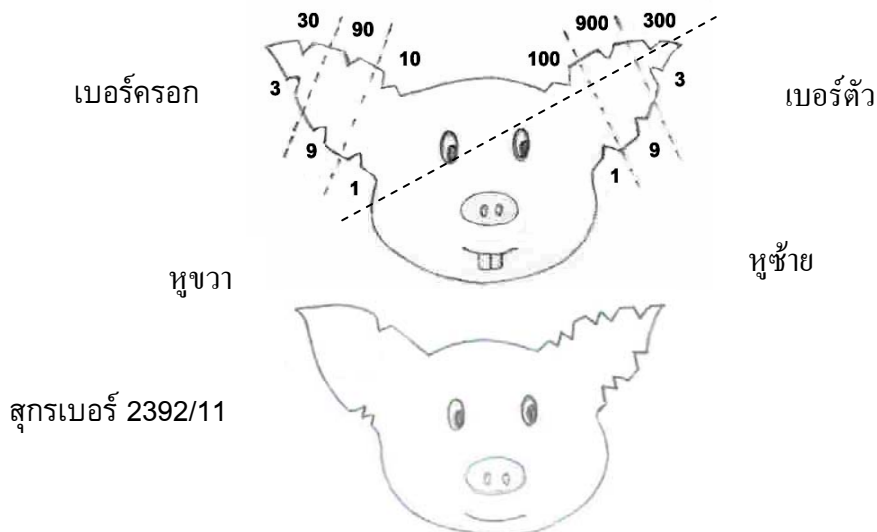 30 90 900 300
10 100
3 3
เบอร์ครอก เบอร์ตัว
9 9
1 1
หูขวา หูซ้าย
สุกรเบอร์ 2392/11